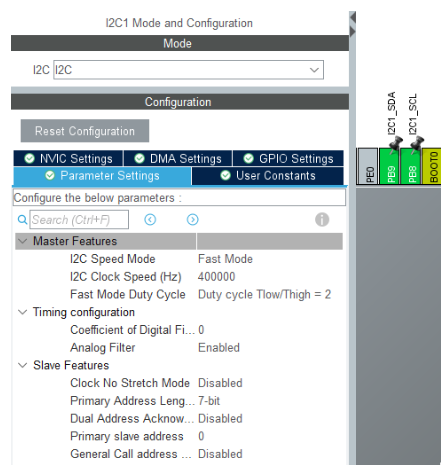 I2C1 Mode and Configuration
Mode
I2C I2C
Configuration
Reset Configuration
NVIC Settings DMA Settings GPIO Settings
Parameter Settings User Constants
Configure the below parameters :
Search (Ctrl+F)
Master Features
I2C Speed Mode Fast Mode
I2C Clock Speed (Hz) 400000
Fast Mode Duty Cycle Duty cycle Tlow/Thigh = 2
Timing configuration
Coefficient of Digital Fi... 0
Analog Filter Enabled
Slave Features
Clock No Stretch Mode Disabled
Primary Address Leng... 7-bit
Dual Address Acknow... Disabled
Primary slave address 0
General Call address ... Disabled
I2C1_SDA
I2C1_SCL
PE0
PB9
PB8
BOOT0